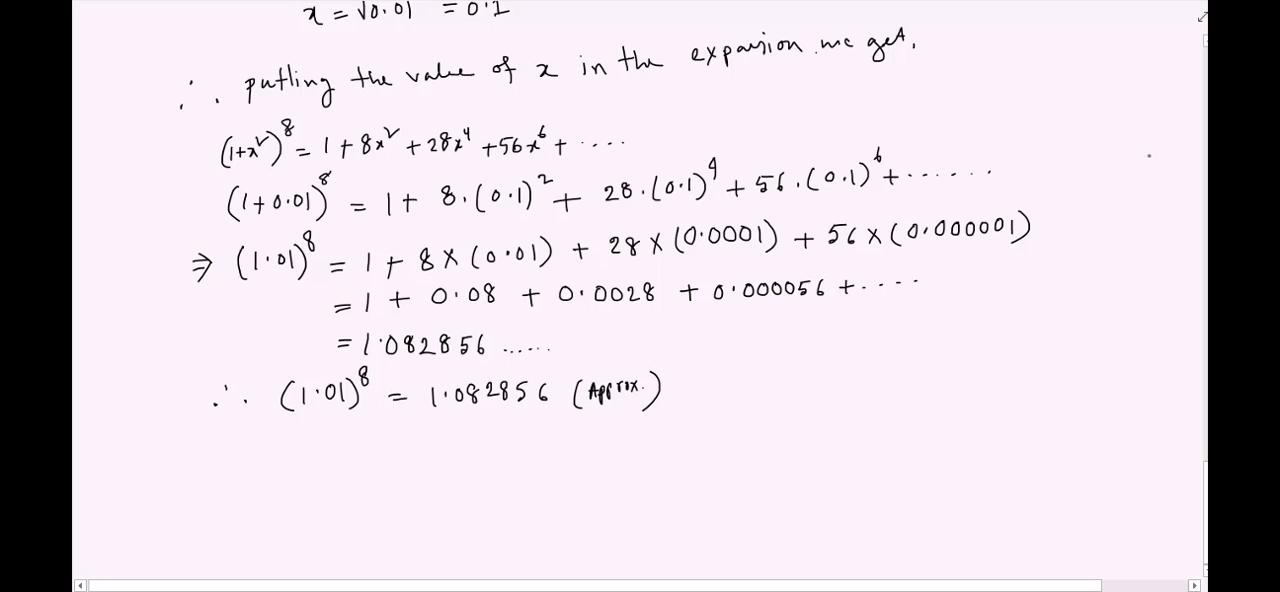 x = √0.01 = 0.1
∴ putting the value of x in the expansion we get,
(1+x²)⁸ = 1 + 8x² + 28x⁴ + 56x⁶ + ....
(1+0.01)⁸ = 1 + 8.(0.1)² + 28.(0.1)⁴ + 56.(0.1)⁶ + .......
⇒ (1.01)⁸ = 1 + 8×(0.01) + 28×(0.0001) + 56×(0.000001)
= 1 + 0.08 + 0.0028 + 0.000056 + ....
= 1.082856 .....
∴ (1.01)⁸ = 1.082856 (Approx.)